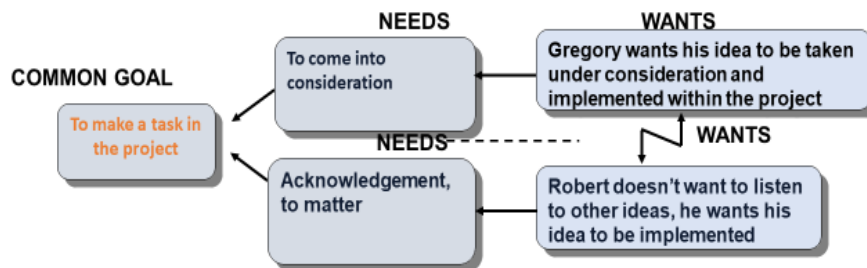 NEEDS
WANTS
To come into
consideration
Gregory wants his idea to be taken
under consideration and
implemented within the project
COMMON GOAL
To make a task in
the project
NEEDS
WANTS
Acknowledgement,
to matter
Robert doesn't want to listen
to other ideas, he wants his
idea to be implemented